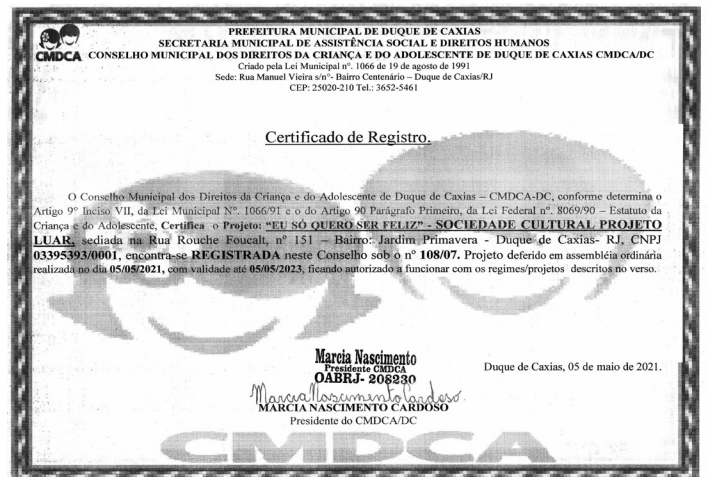 PREFEITURA MUNICIPAL DE DUQUE DE CAXIAS
SECRETARIA MUNICIPAL DE ASSISTÊNCIA SOCIAL E DIREITOS HUMANOS
CMDCA CONSELHO MUNICIPAL DOS DIREITOS DA CRIANÇA E DO ADOLESCENTE DE DUQUE DE CAXIAS CMDCA/DC
Criado pela Lei Municipal nº. 1066 de 19 de agosto de 1991
Sede: Rua Manuel Vieira s/nº- Bairro Centenário – Duque de Caxias/RJ
CEP: 25020-210 Tel.: 3652-5461
Certificado de Registro.
O Conselho Municipal dos Direitos da Criança e do Adolescente de Duque de Caxias – CMDCA-DC, conforme determina o
Artigo 9º Inciso VII, da Lei Municipal Nº. 1066/91 e o do Artigo 90 Parágrafo Primeiro, da Lei Federal nº. 8069/90 – Estatuto da
Criança e do Adolescente, Certifica o Projeto: “EU SÓ QUERO SER FELIZ” - SOCIEDADE CULTURAL PROJETO
LUAR, sediada na Rua Rouche Foucealt, nº 151 – Bairro: Jardim Primavera - Duque de Caxias- RJ, CNPJ
03395393/0001, encontra-se REGISTRADA neste Conselho sob o nº 108/07. Projeto deferido em assembléia ordinária
realizada no dia 05/05/2021, com validade até 05/05/2023, ficando autorizado a funcionar com os regimes/projetos descritos no verso.
Marcia Nascimento
Presidente CMDCA
OABRJ- 208230
Duque de Caxias, 05 de maio de 2021.
Marcia Nascimento Cardoso.
MARCIA NASCIMENTO CARDOSO
Presidente do CMDCA/DC
CMDCA